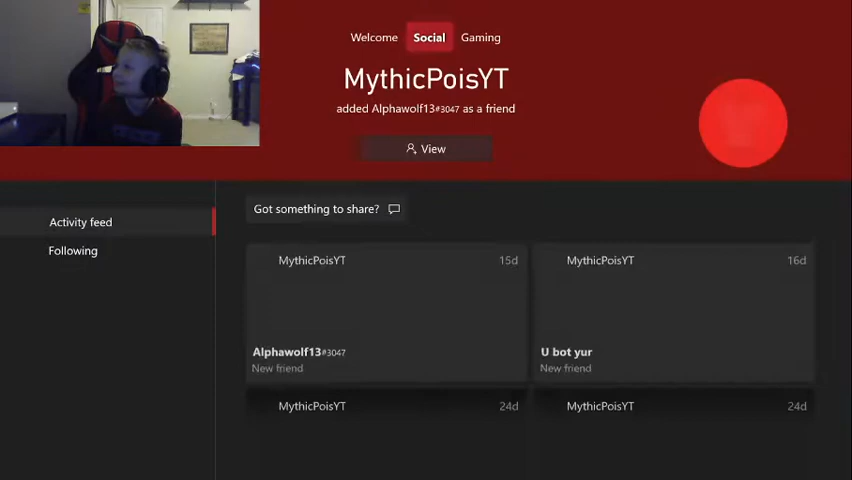 Welcome Social Gaming
MythicPoisYT
added Alphawolf13#3047 as a friend
View
Activity feed
Following
Got something to share?
MythicPoisYT 15d
Alphawolf13#3047
New friend
MythicPoisYT 16d
U bot yur
New friend
MythicPoisYT 24d
MythicPoisYT 24d